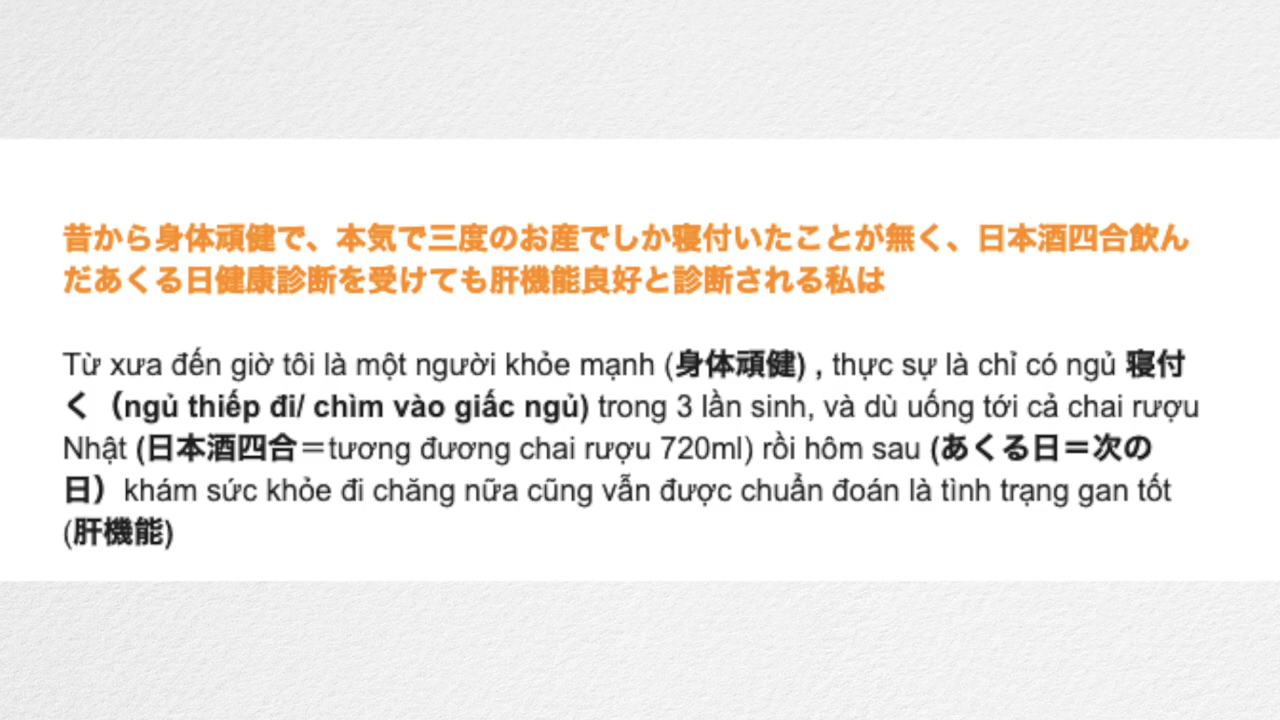 昔から身体頑健で、本気で三度のお産でしか寝付いたことが無く、日本酒四合飲ん
だあくる日健康診断を受けても肝機能良好と診断される私は
Từ xưa đến giờ tôi là một người khỏe mạnh (身体頑健) , thực sự là chỉ có ngủ 寝付
く（ngủ thiếp đi/ chìm vào giấc ngủ) trong 3 lần sinh, và dù uống tới cả chai rượu
Nhật (日本酒四合＝tương đương chai rượu 720ml) rồi hôm sau (あくる日＝次の
日）khám sức khỏe đi chăng nữa cũng vẫn được chuẩn đoán là tình trạng gan tốt
(肝機能)